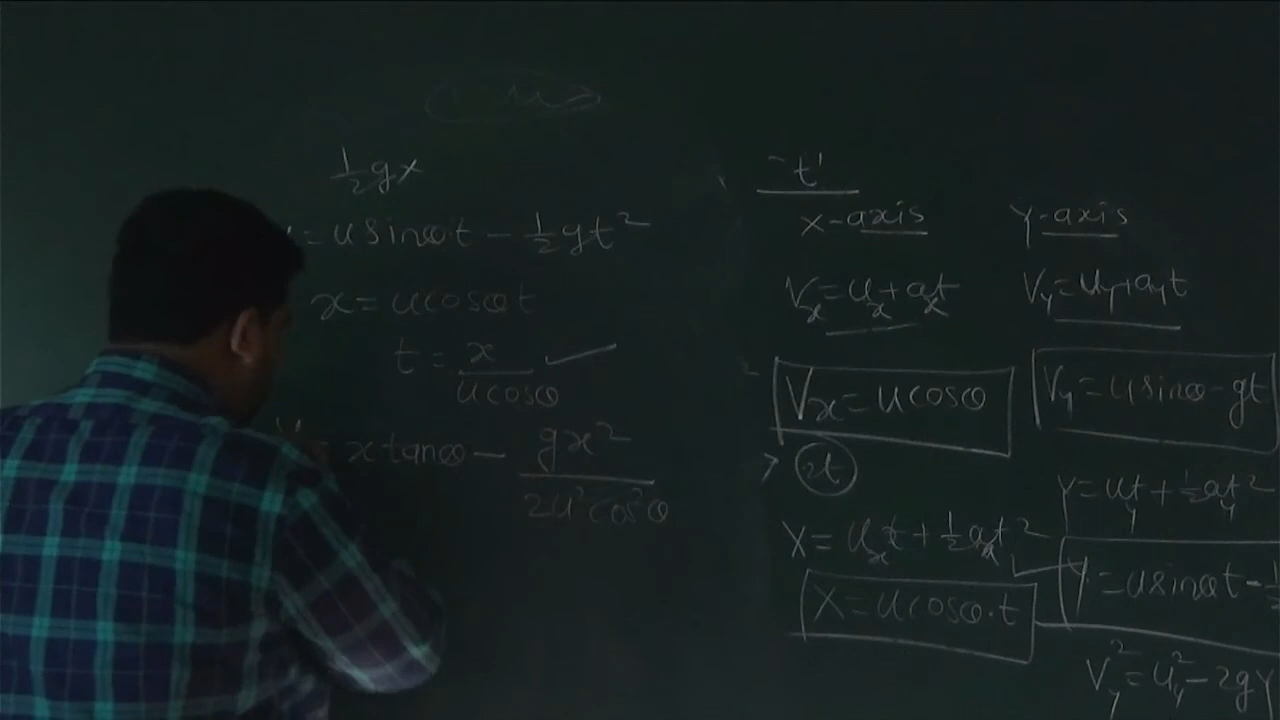 ½gx
= u sinθ·t − ½gt²
x = u cosθ t
t = x / u cosθ
= x tanθ − gx² / 2u² cos²θ
't'
X-axis
Y-axis
Vx = ux + axt
Vy = uy + ayt
Vx = u cosθ
Vy = u sinθ - gt
X = uxt + ½axt²
Y = uyt + ½ayt²
X = u cosθ·t
Y = u sinθ t -
Vy² = uy² - 2gY